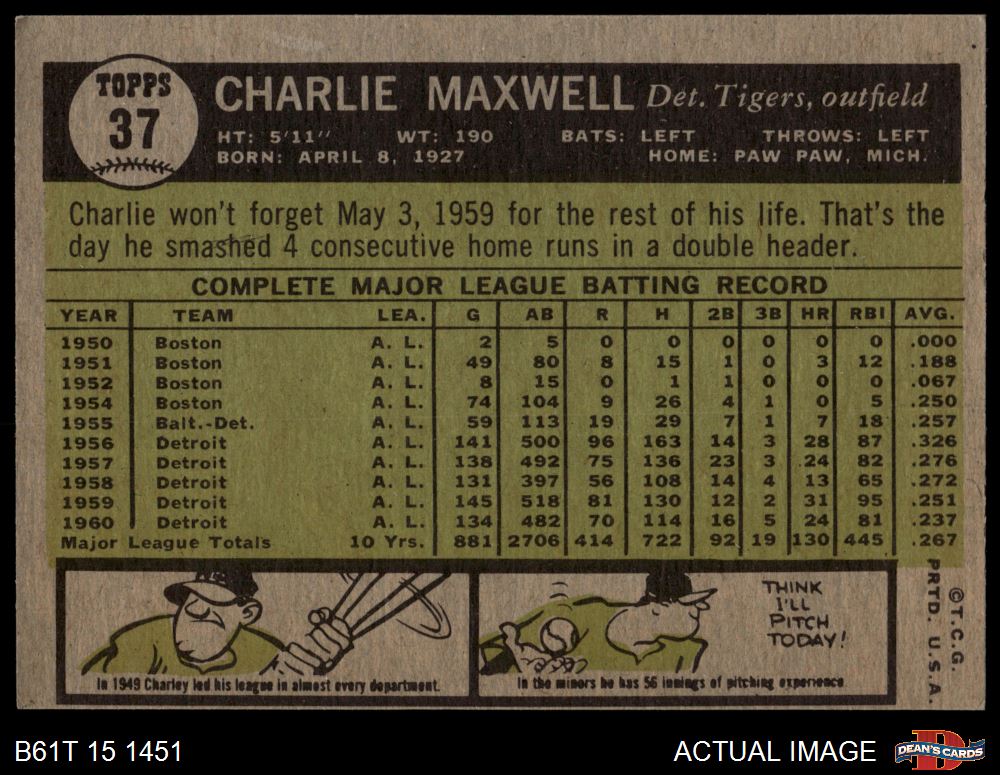 TOPPS
37
CHARLIE MAXWELL Det. Tigers, outfield
HT: 5'11" WT: 190 BATS: LEFT THROWS: LEFT
BORN: APRIL 8, 1927 HOME: PAW PAW, MICH.
Charlie won't forget May 3, 1959 for the rest of his life. That's the
day he smashed 4 consecutive home runs in a double header.
COMPLETE MAJOR LEAGUE BATTING RECORD
YEAR TEAM LEA. G AB R H 2B 3B HR RBI AVG.
1950 Boston A. L. 2 5 0 0 0 0 0 0 .000
1951 Boston A. L. 49 80 8 15 1 0 3 12 .188
1952 Boston A. L. 8 15 0 1 1 0 0 0 .067
1954 Boston A. L. 74 104 9 26 4 1 0 5 .250
1955 Balt.-Det. A. L. 59 113 19 29 7 1 7 18 .257
1956 Detroit A. L. 141 500 96 163 14 3 28 87 .326
1957 Detroit A. L. 138 492 75 136 23 3 24 82 .276
1958 Detroit A. L. 131 397 56 108 14 4 13 65 .272
1959 Detroit A. L. 145 518 81 130 12 2 31 95 .251
1960 Detroit A. L. 134 482 70 114 16 5 24 81 .237
Major League Totals 10 Yrs. 881 2706 414 722 92 19 130 445 .267
THINK
I'LL
PITCH
TODAY!
In 1949 Charley led his league in almost every department.
In the minors he has 56 innings of pitching experience
©T.C.G.
PRTD. U.S.A.
B61T 15 1451
ACTUAL IMAGE
DEAN'S CARDS